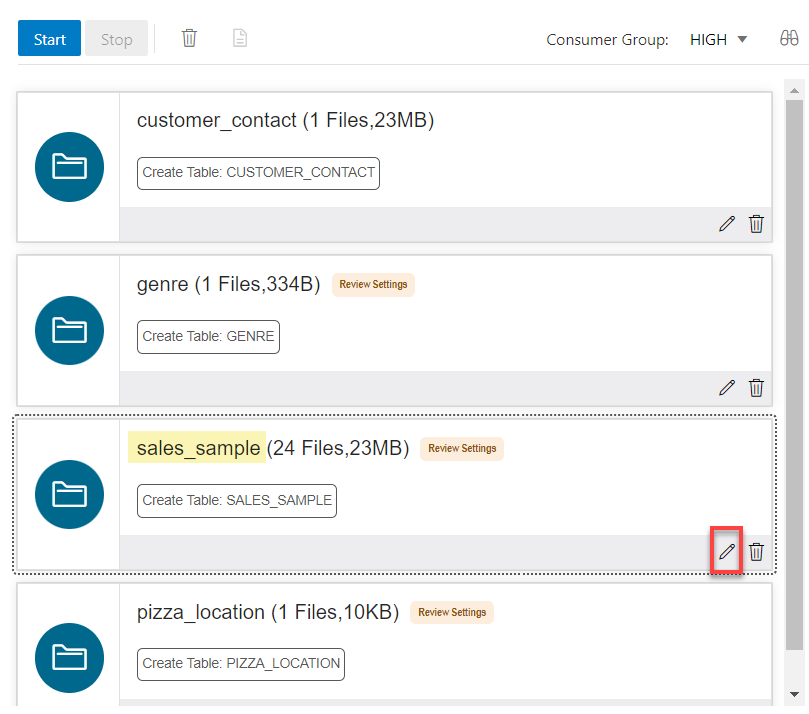 Start Stop Consumer Group: HIGH
customer_contact (1 Files,23MB)
Create Table: CUSTOMER_CONTACT
genre (1 Files,334B) Review Settings
Create Table: GENRE
sales_sample (24 Files,23MB) Review Settings
Create Table: SALES_SAMPLE
pizza_location (1 Files,10KB) Review Settings
Create Table: PIZZA_LOCATION